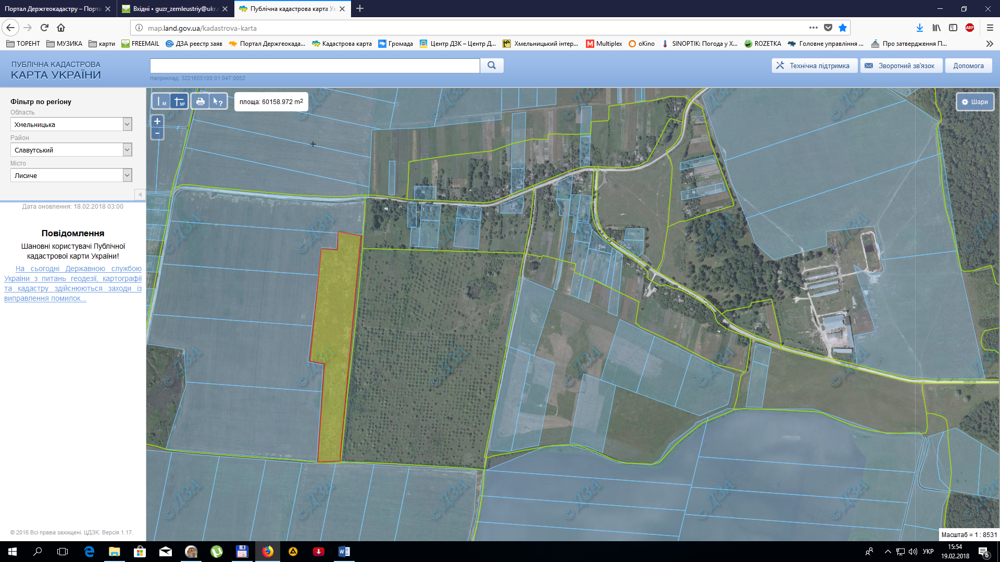 Портал Держгеокадастру – Порта
Вхідні • guzr_zemleustriy@ukr.
Публічна кадастрова карта Ук
map.land.gov.ua/kadastrova-karta
ТОРЕНТ
МУЗИКА
карти
FREEMAIL
ДЗА реестр заяв
Портал Держгеокада...
Кадастрова карта
Громада
Центр ДЗК – Центр Д...
Хмельницький інтер...
Multiplex
oKino
SINOPTIK: Погода у Х...
ROZETKA
Головне управління ...
Про затвердження П...
ABP
ПУБЛІЧНА КАДАСТРОВА
КАРТА УКРАЇНИ
Наприклад: 3221655100:01:047:0052
Технічна підтримка
Зворотний зв'язок
Допомога
Фільтр по регіону
Область
Хмельницька
Район
Славутський
Місто
Лисиче
Дата оновлення: 18.02.2018 03:00
Повідомлення
Шановні користувачі Публічної
кадастрової карти України!
На сьогодні Державною службою
України з питань геодезії, картографії
та кадастру здійснюються заходи із
виправлення помилок...
© 2016 Всі права захищені. ЦДЗК. Версія 1.17.
М
М²
?
площа: 60158.972 m2
+
-
Шари
© ДЗА
Масштаб = 1 : 8531
УКР
15:54
19.02.2018
6